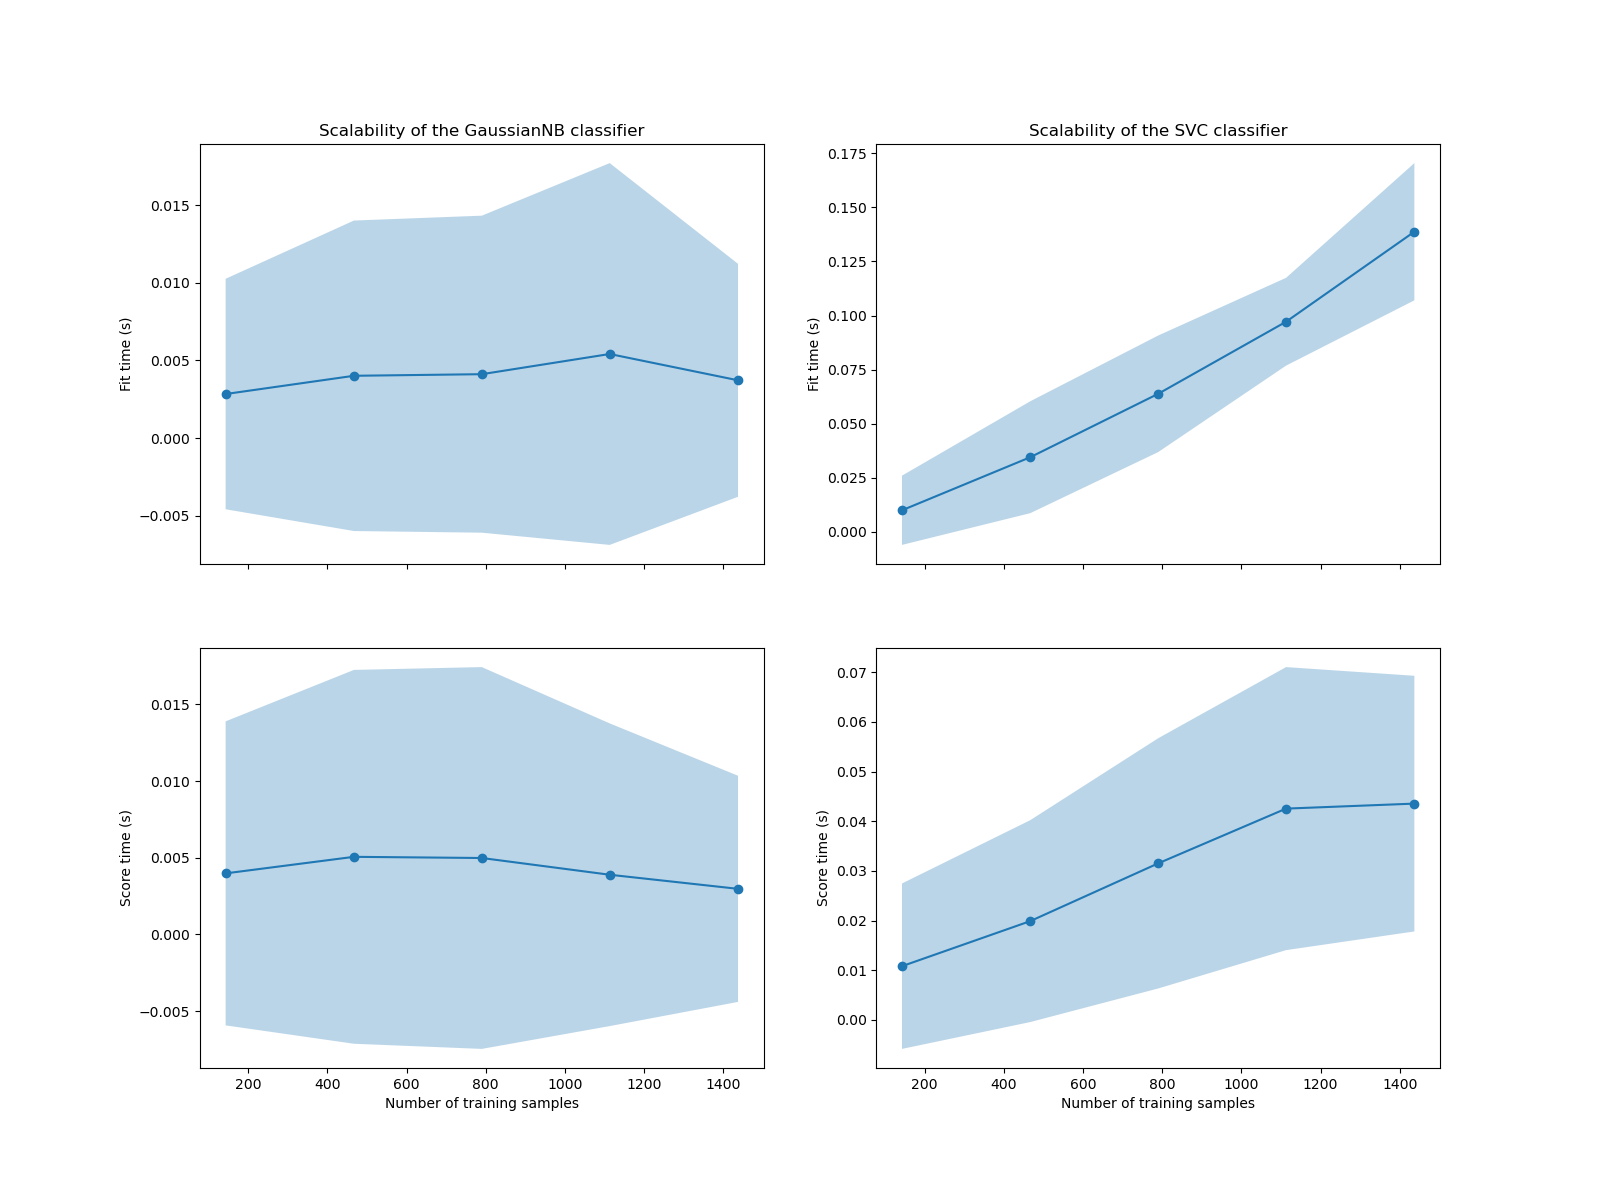 Scalability of the GaussianNB classifier
0.015
0.010
0.005
0.000
−0.005
Fit time (s)
Scalability of the SVC classifier
0.175
0.150
0.125
0.100
0.075
0.050
0.025
0.000
Fit time (s)
0.015
0.010
0.005
0.000
−0.005
Score time (s)
200 400 600 800 1000 1200 1400
Number of training samples
0.07
0.06
0.05
0.04
0.03
0.02
0.01
0.00
Score time (s)
200 400 600 800 1000 1200 1400
Number of training samples